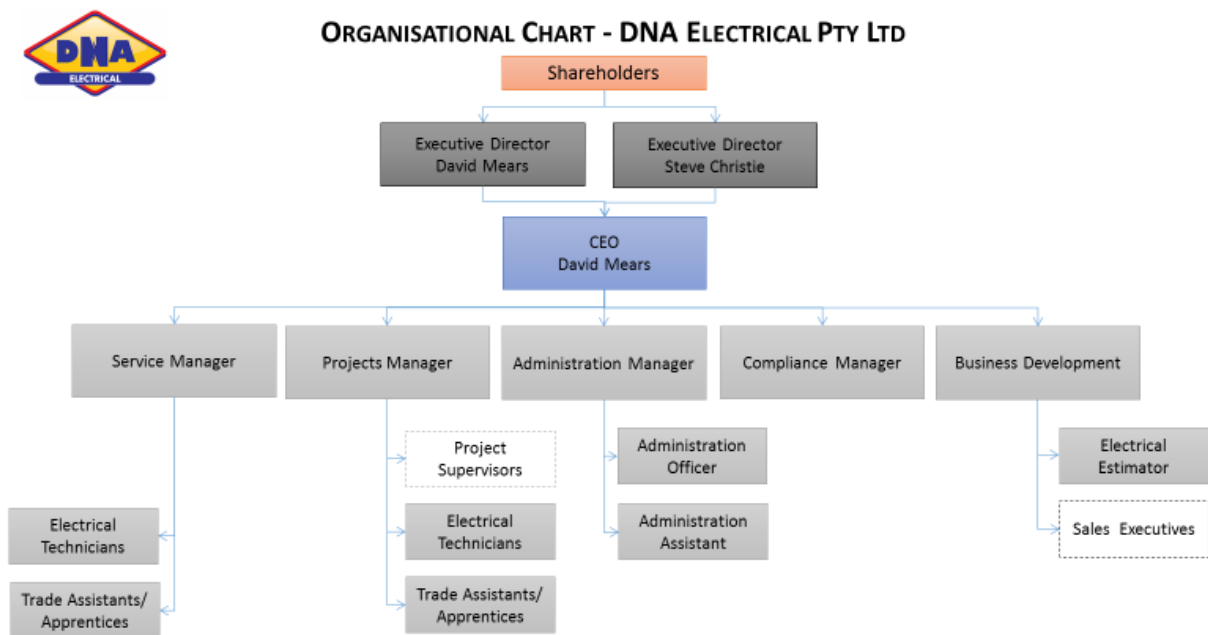 DNA
ELECTRICAL
ORGANISATIONAL CHART - DNA ELECTRICAL PTY LTD
Shareholders
Executive Director
David Mears
Executive Director
Steve Christie
CEO
David Mears
Service Manager
Projects Manager
Administration Manager
Compliance Manager
Business Development
Project
Supervisors
Administration
Officer
Electrical
Estimator
Electrical
Technicians
Electrical
Technicians
Administration
Assistant
Sales Executives
Trade Assistants/
Apprentices
Trade Assistants/
Apprentices